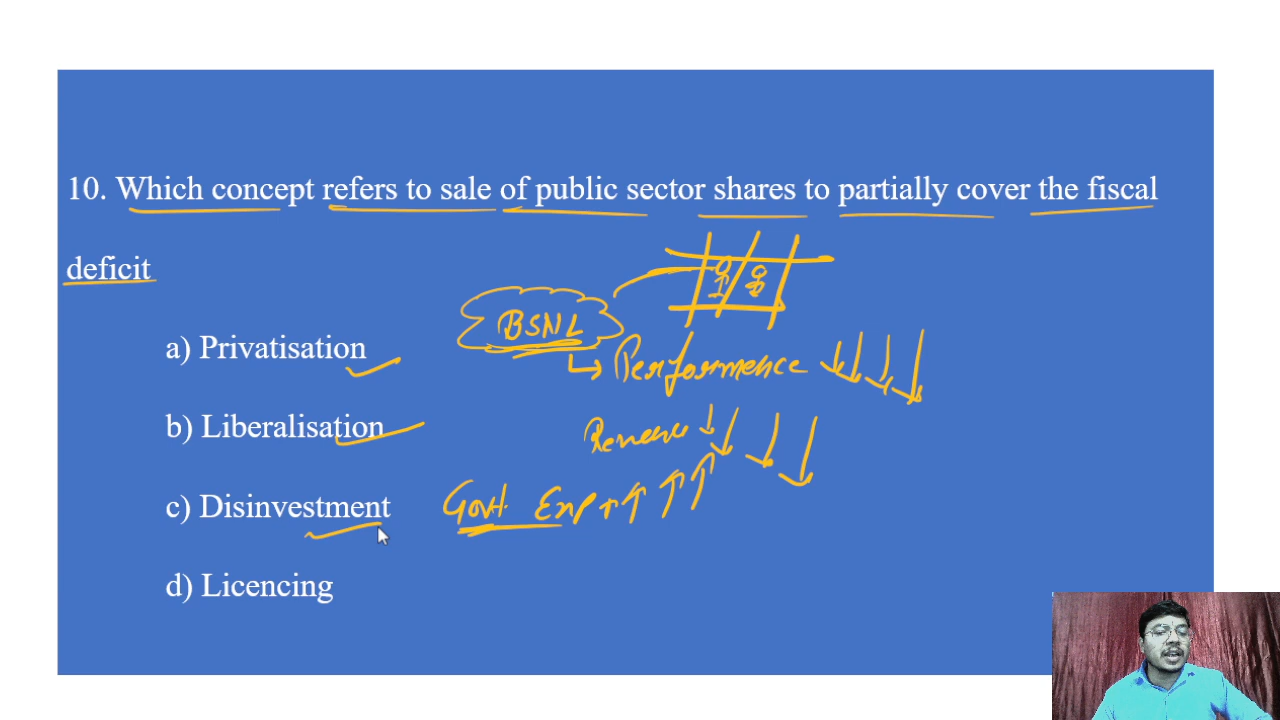 10. Which concept refers to sale of public sector shares to partially cover the fiscal
deficit
BSNL
a) Privatisation
Performence
b) Liberalisation
Revenue
c) Disinvestment
Govt. Exp
d) Licencing